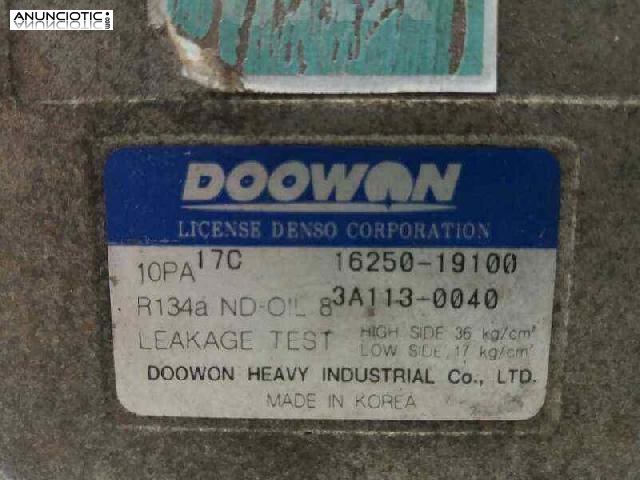 ANUNCIOTIC.com
DOOWON
LICENSE DENSO CORPORATION
10PA17C 16250-19100
R134a ND-OIL 8 3A113-0040
LEAKAGE TEST HIGH SIDE 36 kg/cm²
LOW SIDE, 17 kg/cm²
DOOWON HEAVY INDUSTRIAL Co., LTD.
MADE IN KOREA